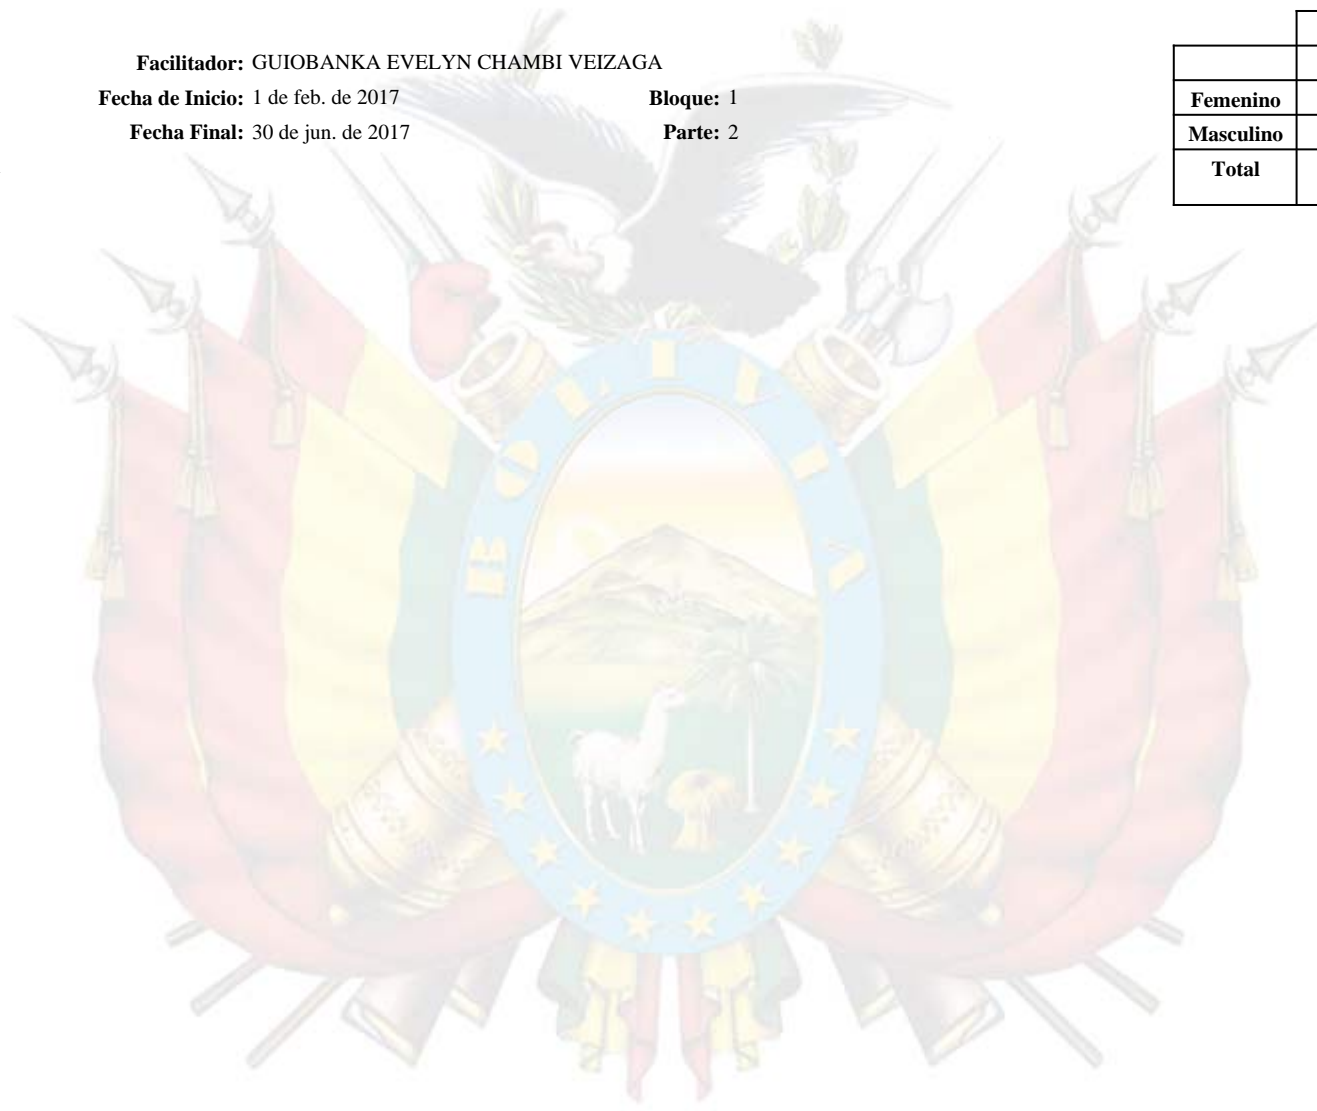 Facilitador: GUIOBANKA EVELYN CHAMBI VEIZAGA
Fecha de Inicio: 1 de feb. de 2017 Bloque: 1
Fecha Final: 30 de jun. de 2017 Parte: 2
Femenino
Masculino
Total
BOLIVIA